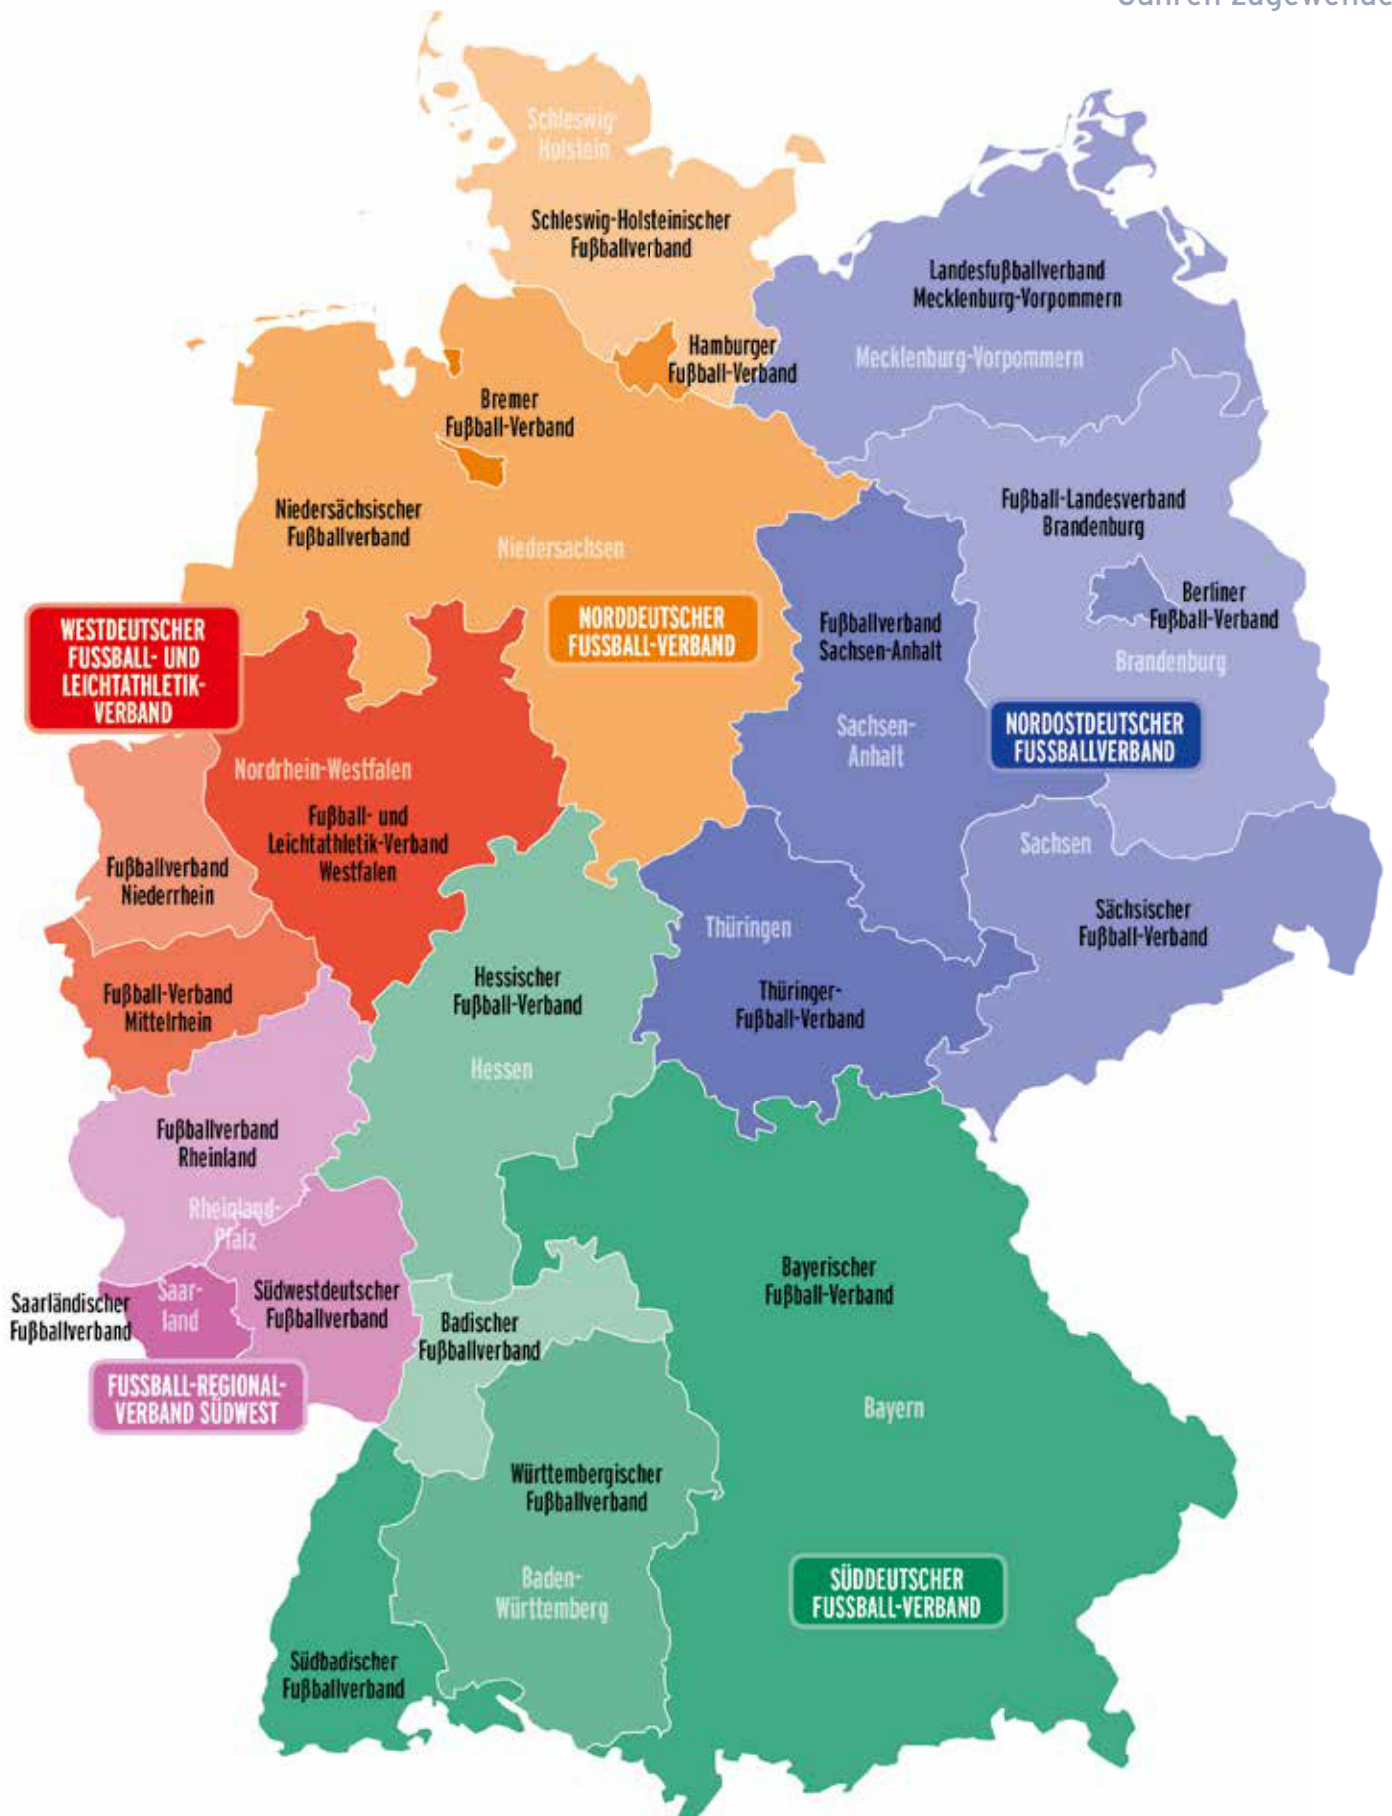 Jahren zugewende
Schleswig-
Holstein
Schleswig-Holsteinischer
Fußballverband
Landesfußballverband
Mecklenburg-Vorpommern
Mecklenburg-Vorpommern
Hamburger
Fußball-Verband
Bremer
Fußball-Verband
Niedersächsischer
Fußballverband
Niedersachsen
Fußball-Landesverband
Brandenburg
Berliner
Fußball-Verband
Brandenburg
WESTDEUTSCHER
FUSSBALL- UND
LEICHTATHLETIK-
VERBAND
NORDDEUTSCHER
FUSSBALL-VERBAND
Fußballverband
Sachsen-Anhalt
Sachsen-
Anhalt
NORDOSTDEUTSCHER
FUSSBALLVERBAND
Nordrhein-Westfalen
Fußball- und
Leichtathletik-Verband
Westfalen
Fußballverband
Niederrhein
Sachsen
Sächsischer
Fußball-Verband
Thüringen
Thüringer-
Fußball-Verband
Fußball-Verband
Mittelrhein
Hessischer
Fußball-Verband
Hessen
Fußballverband
Rheinland
Rheinland-
Pfalz
Saarländischer
Fußballverband
Saar-
land
Südwestdeutscher
Fußballverband
FUSSBALL-REGIONAL-
VERBAND SÜDWEST
Badischer
Fußballverband
Bayerischer
Fußball-Verband
Bayern
Württembergischer
Fußballverband
Baden-
Württemberg
SÜDDEUTSCHER
FUSSBALL-VERBAND
Südbadischer
Fußballverband